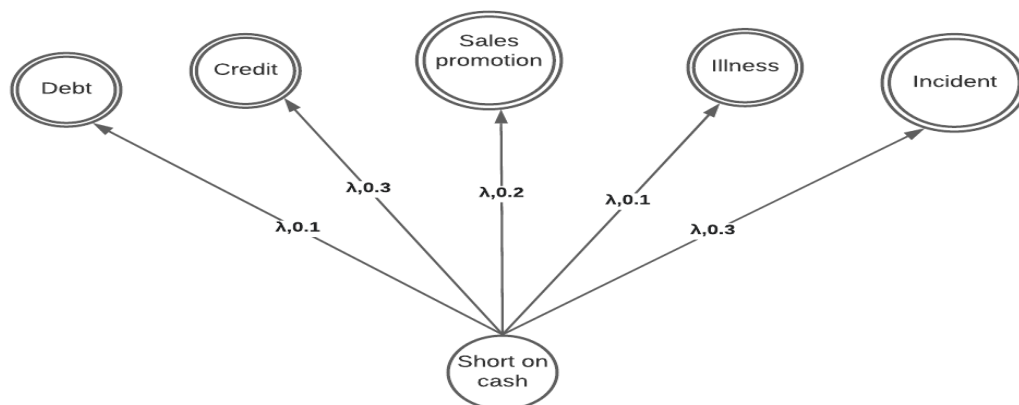 Debt
Credit
Sales
promotion
Illness
Incident
λ,0.1
λ,0.3
λ,0.2
λ,0.1
λ,0.3
Short on
cash